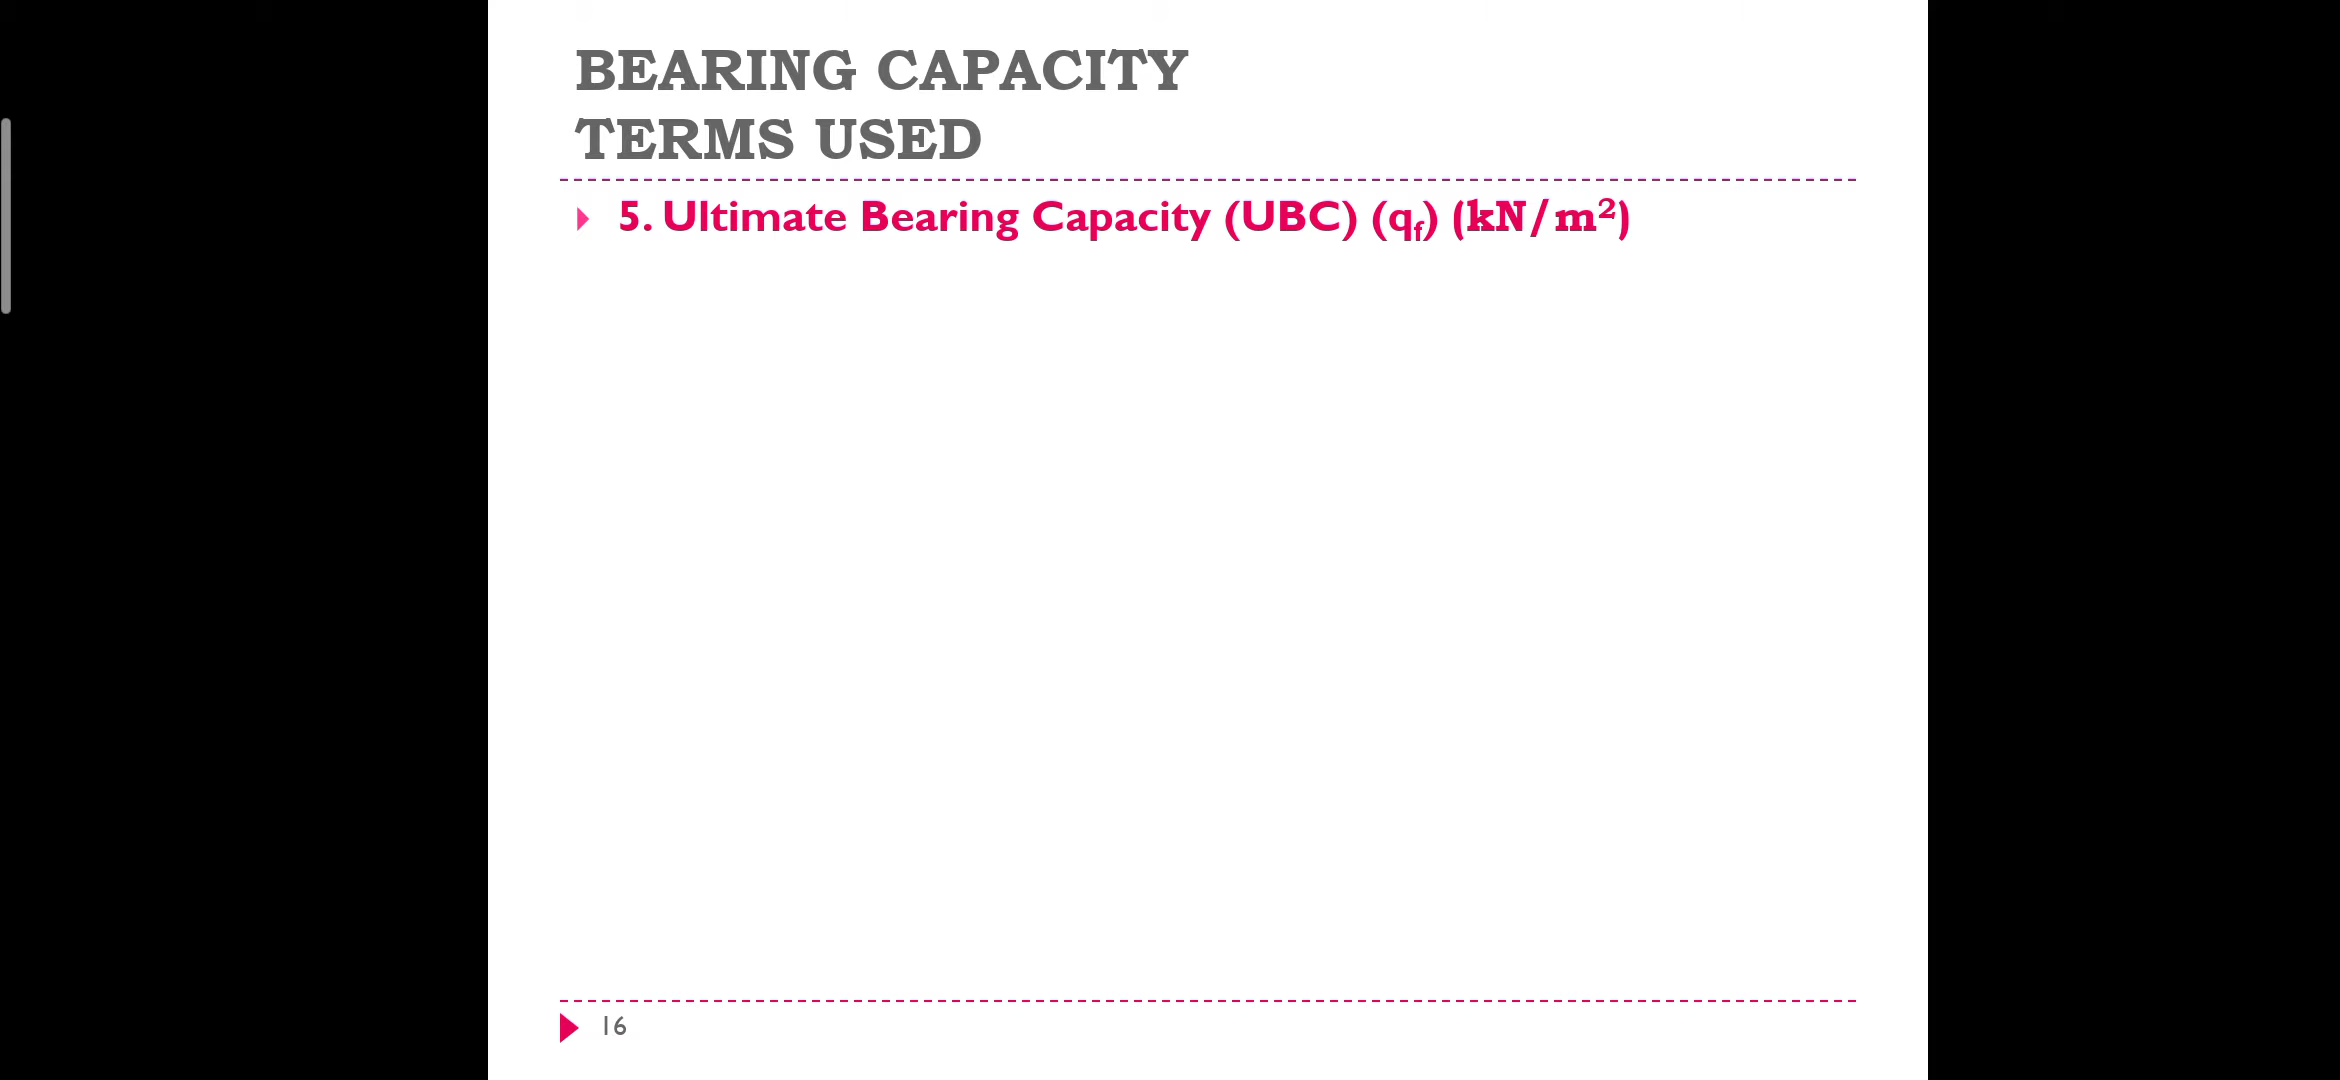 BEARING CAPACITY
TERMS USED
5. Ultimate Bearing Capacity (UBC) (qf) (kN/m²)
16